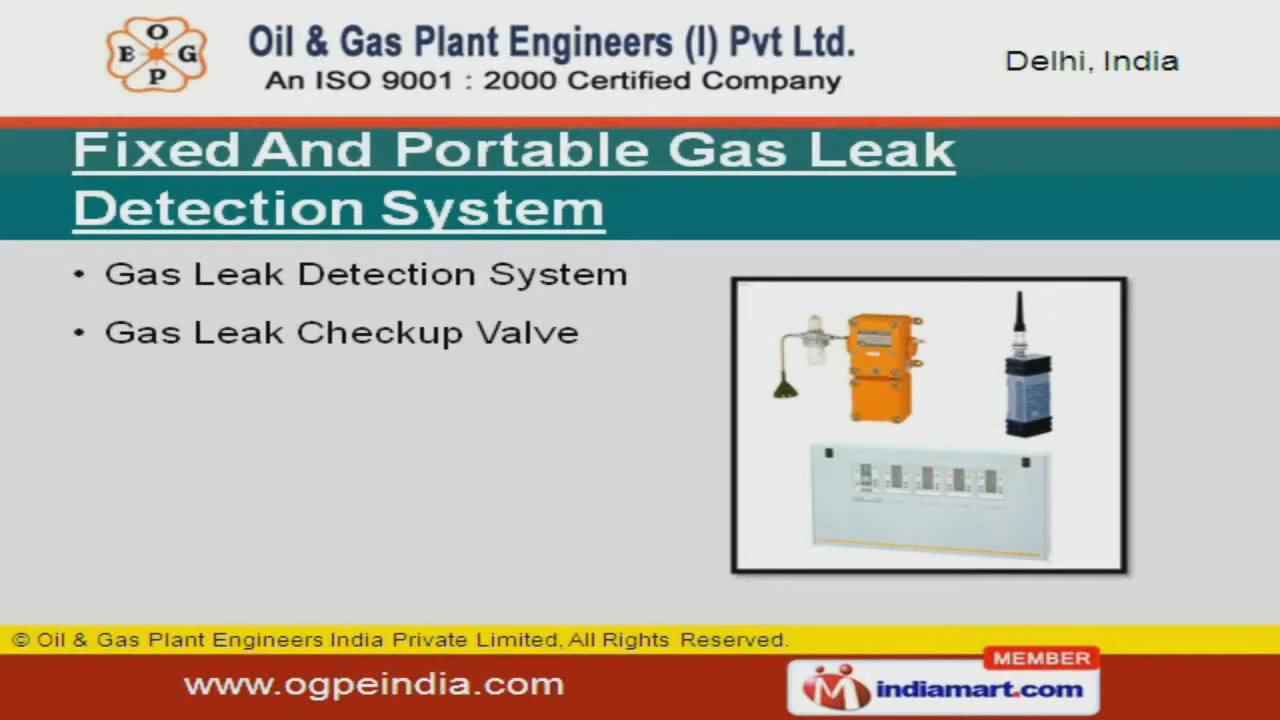 O
E G
P
Oil & Gas Plant Engineers (I) Pvt Ltd.
An ISO 9001 : 2000 Certified Company
Delhi, India
Fixed And Portable Gas Leak
Detection System
• Gas Leak Detection System
• Gas Leak Checkup Valve
© Oil & Gas Plant Engineers India Private Limited, All Rights Reserved.
www.ogpeindia.com
MEMBER
indiamart.com